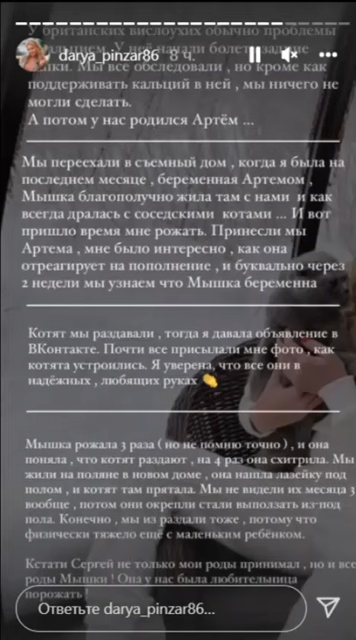 У британских вислоухих обычно проблемы
darya_pinzar86 8 ч.
. Мы все обследовали , но кроме как
поддерживать кальций в ней , мы ничего не
могли сделать.
А потом у нас родился Артём ...
Мы переехали в съемный дом , когда я была на
последнем месяце , беременная Артемом ,
Мышка благополучно жила там с нами и как
всегда дралась с соседскими котами ... И вот
пришло время мне рожать. Принесли мы
Артема , мне было интересно , как она
отреагирует на пополнение , и буквально через
2 недели мы узнаем что Мышка беременна
Котят мы раздавали , тогда я давала объявление в
ВКонтакте. Почти все присылали мне фото , как
котята устроились. Я уверена, что все они в
надёжных , любящих руках 👏
Мышка рожала 3 раза ( но не помню точно ) , и она
поняла , что котят раздают , на 4 раз она схитрила. Мы
жили на поляне в новом доме , она нашла лазейку под
полом , и котят там прятала. Мы не видели их месяца 3
вообще , потом они окрепли стали выползать из-под
пола. Конечно , мы из раздали тоже , потому что
физически тяжело ещё с маленьким ребёнком.
Кстати Сергей не только мои роды принимал , но и все
роды Мышки ! Она у нас была любительница
порожать !
Ответьте darya_pinzar86...